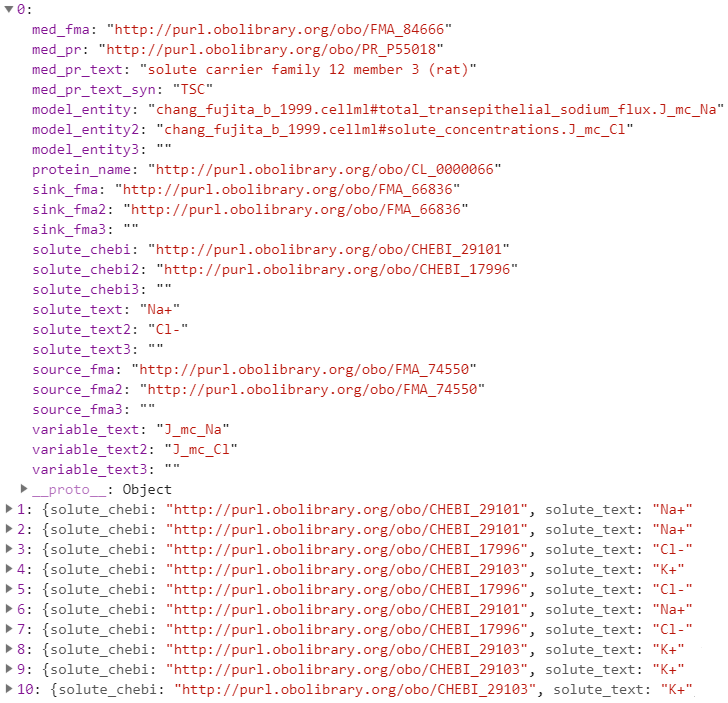 0:
med_fma: "http://purl.obolibrary.org/obo/FMA_84666"
med_pr: "http://purl.obolibrary.org/obo/PR_P55018"
med_pr_text: "solute carrier family 12 member 3 (rat)"
med_pr_text_syn: "TSC"
model_entity: "chang_fujita_b_1999.cellml#total_transepithelial_sodium_flux.J_mc_Na"
model_entity2: "chang_fujita_b_1999.cellml#solute_concentrations.J_mc_Cl"
model_entity3: ""
protein_name: "http://purl.obolibrary.org/obo/CL_0000066"
sink_fma: "http://purl.obolibrary.org/obo/FMA_66836"
sink_fma2: "http://purl.obolibrary.org/obo/FMA_66836"
sink_fma3: ""
solute_chebi: "http://purl.obolibrary.org/obo/CHEBI_29101"
solute_chebi2: "http://purl.obolibrary.org/obo/CHEBI_17996"
solute_chebi3: ""
solute_text: "Na+"
solute_text2: "Cl-"
solute_text3: ""
source_fma: "http://purl.obolibrary.org/obo/FMA_74550"
source_fma2: "http://purl.obolibrary.org/obo/FMA_74550"
source_fma3: ""
variable_text: "J_mc_Na"
variable_text2: "J_mc_Cl"
variable_text3: ""
__proto__: Object
1: {solute_chebi: "http://purl.obolibrary.org/obo/CHEBI_29101", solute_text: "Na+"
2: {solute_chebi: "http://purl.obolibrary.org/obo/CHEBI_29101", solute_text: "Na+"
3: {solute_chebi: "http://purl.obolibrary.org/obo/CHEBI_17996", solute_text: "Cl-"
4: {solute_chebi: "http://purl.obolibrary.org/obo/CHEBI_29103", solute_text: "K+"
5: {solute_chebi: "http://purl.obolibrary.org/obo/CHEBI_17996", solute_text: "Cl-"
6: {solute_chebi: "http://purl.obolibrary.org/obo/CHEBI_29101", solute_text: "Na+"
7: {solute_chebi: "http://purl.obolibrary.org/obo/CHEBI_17996", solute_text: "Cl-"
8: {solute_chebi: "http://purl.obolibrary.org/obo/CHEBI_29103", solute_text: "K+"
9: {solute_chebi: "http://purl.obolibrary.org/obo/CHEBI_29103", solute_text: "K+"
10: {solute_chebi: "http://purl.obolibrary.org/obo/CHEBI_29103", solute_text: "K+"